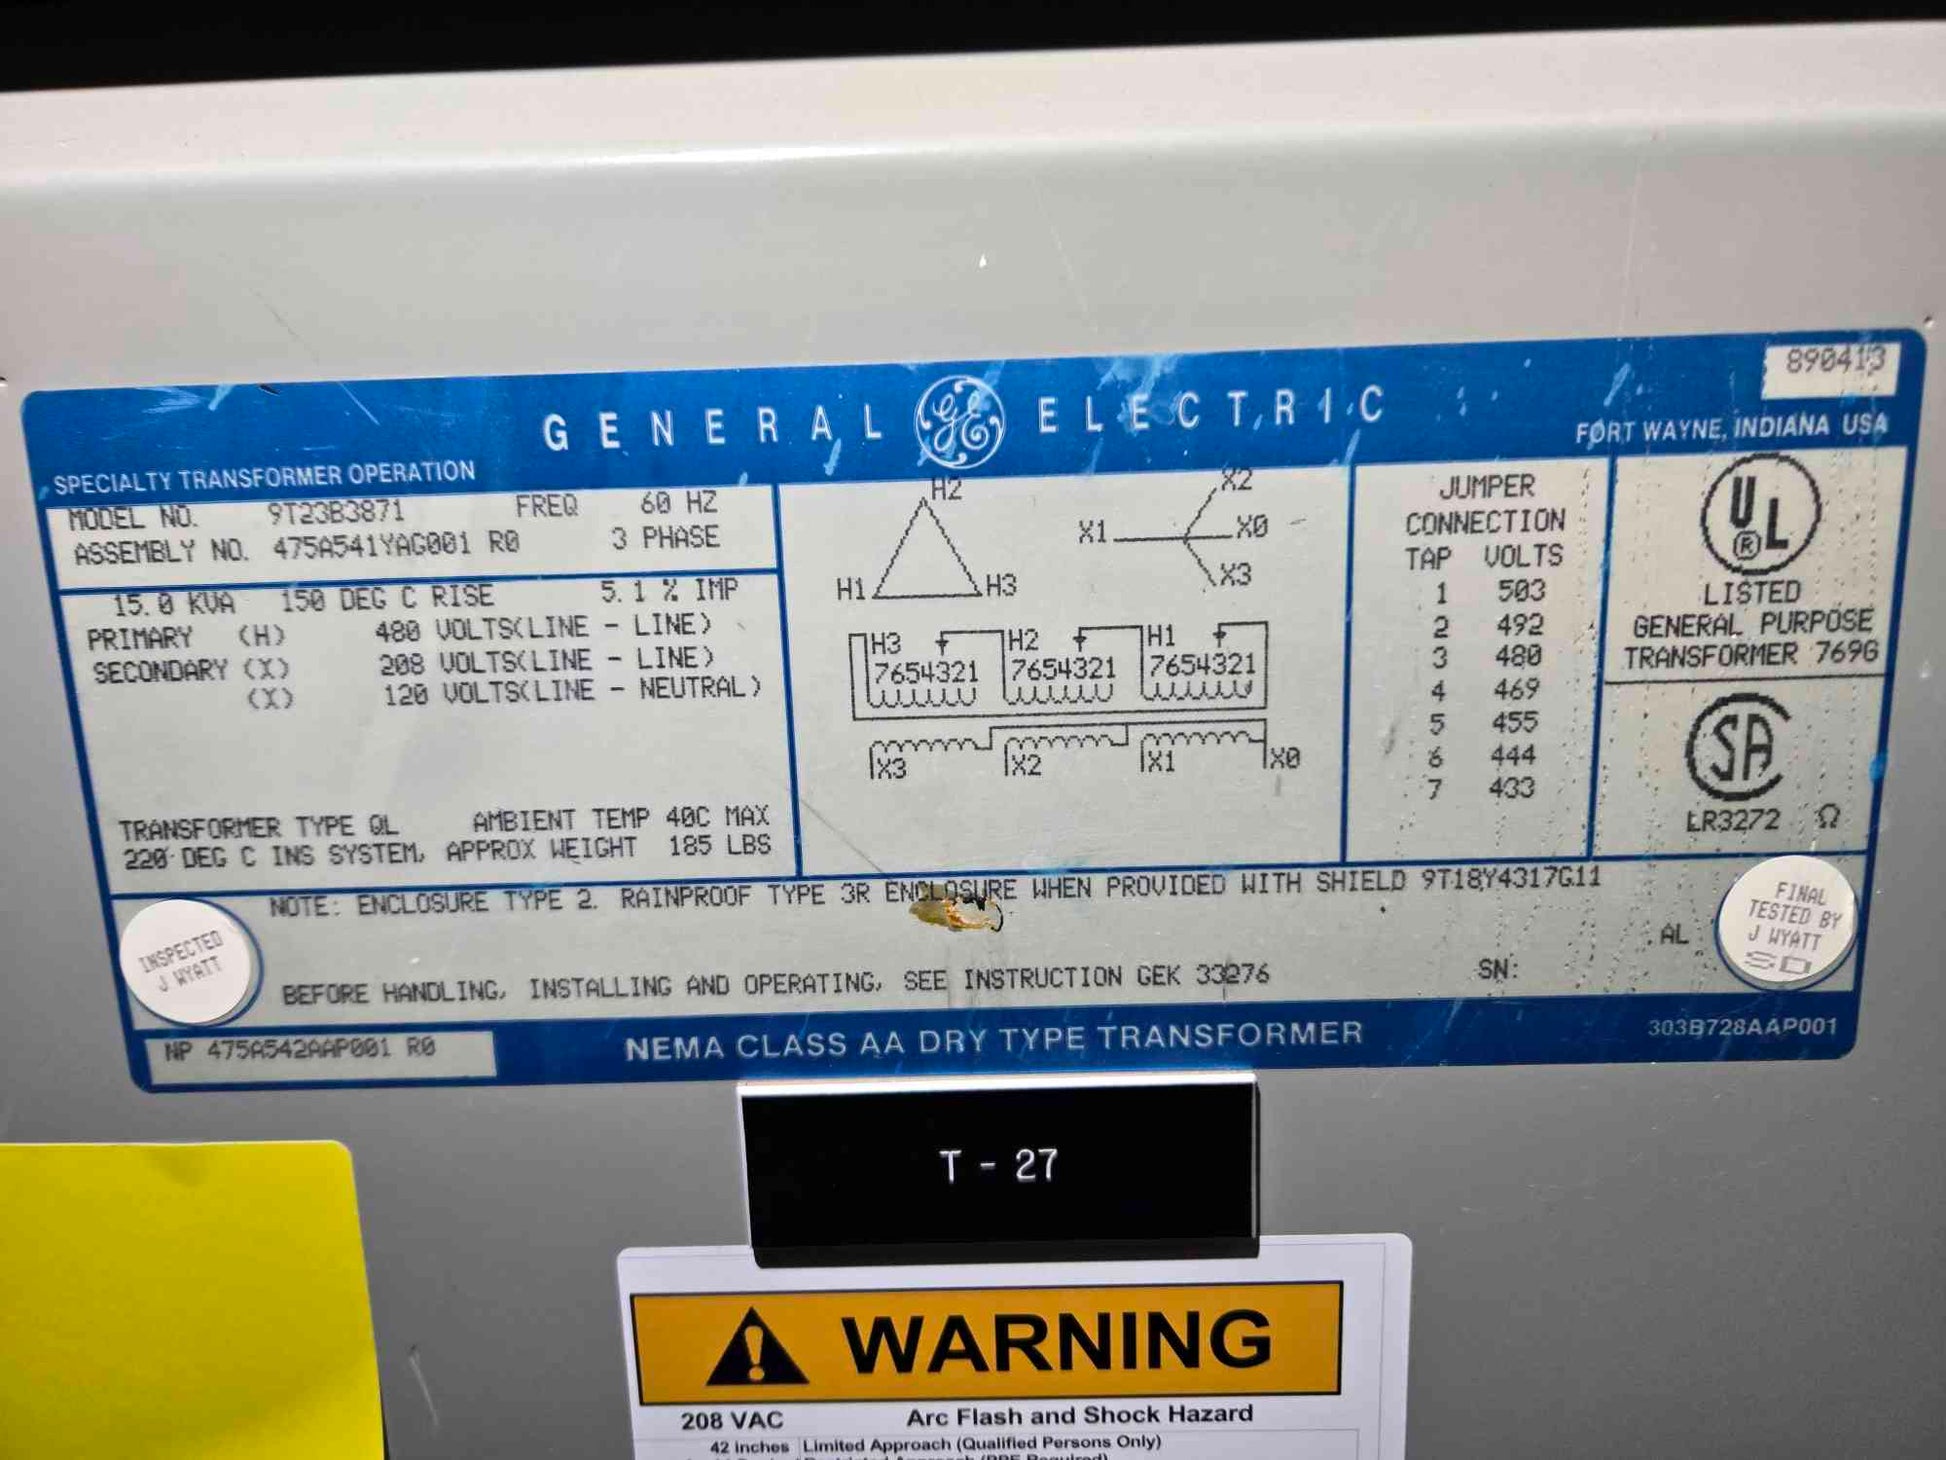 890413
GENERAL GE ELECTRIC
FORT WAYNE, INDIANA USA
SPECIALTY TRANSFORMER OPERATION
MODEL NO. 9T23B3871 FREQ 60 HZ
ASSEMBLY NO. 475A541YAG001 R0 3 PHASE
15.0 KVA 150 DEG C RISE 5.1 % IMP
PRIMARY (H) 480 VOLTS(LINE - LINE)
SECONDARY (X) 208 VOLTS(LINE - LINE)
(X) 120 VOLTS(LINE - NEUTRAL)
TRANSFORMER TYPE QL AMBIENT TEMP 40C MAX
220 DEG C INS SYSTEM, APPROX WEIGHT 185 LBS
H2
H1 H3
X2
X1 X0
X3
H3 H2 H1
7654321 7654321 7654321
X3 X2 X1 X0
JUMPER
CONNECTION
TAP VOLTS
1 503
2 492
3 480
4 469
5 455
6 444
7 433
UL
®
LISTED
GENERAL PURPOSE
TRANSFORMER 769G
SA
LR3272 Ω
NOTE: ENCLOSURE TYPE 2. RAINPROOF TYPE 3R ENCLOSURE WHEN PROVIDED WITH SHIELD 9T18Y4317G11
INSPECTED
J WYATT
AL
FINAL
TESTED BY
J WYATT
BEFORE HANDLING, INSTALLING AND OPERATING, SEE INSTRUCTION GEK 33276 SN:
NP 475A542AAP001 R0
NEMA CLASS AA DRY TYPE TRANSFORMER
303B728AAP001
T - 27
WARNING
208 VAC Arc Flash and Shock Hazard
42 inches Limited Approach (Qualified Persons Only)